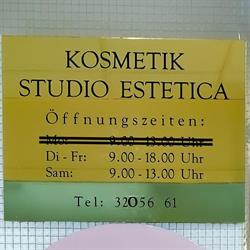 KOSMETIK
STUDIO ESTETICA
Öffnungszeiten:
Di - Fr: 9.00 - 18.00 Uhr
Sam: 9.00 - 13.00 Uhr
Tel: 32056 61